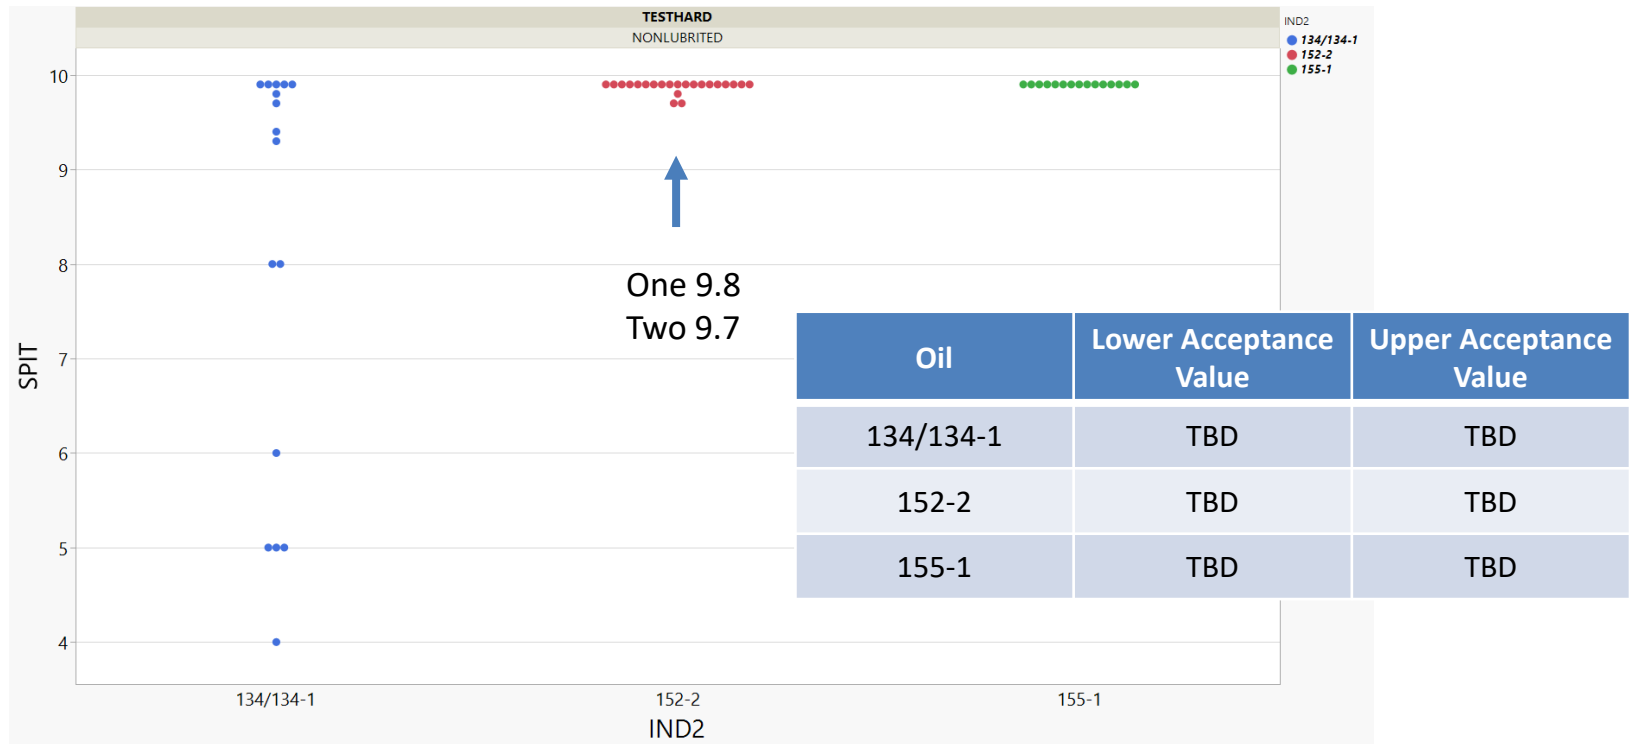 TESTHARD
NONLUBRITED
IND2
134/134-1
152-2
155-1
10
9
8
7
6
5
4
SPIT
One 9.8
Two 9.7
Oil
Lower Acceptance
Value
Upper Acceptance
Value
134/134-1 TBD TBD
152-2 TBD TBD
155-1 TBD TBD
134/134-1 152-2 155-1
IND2